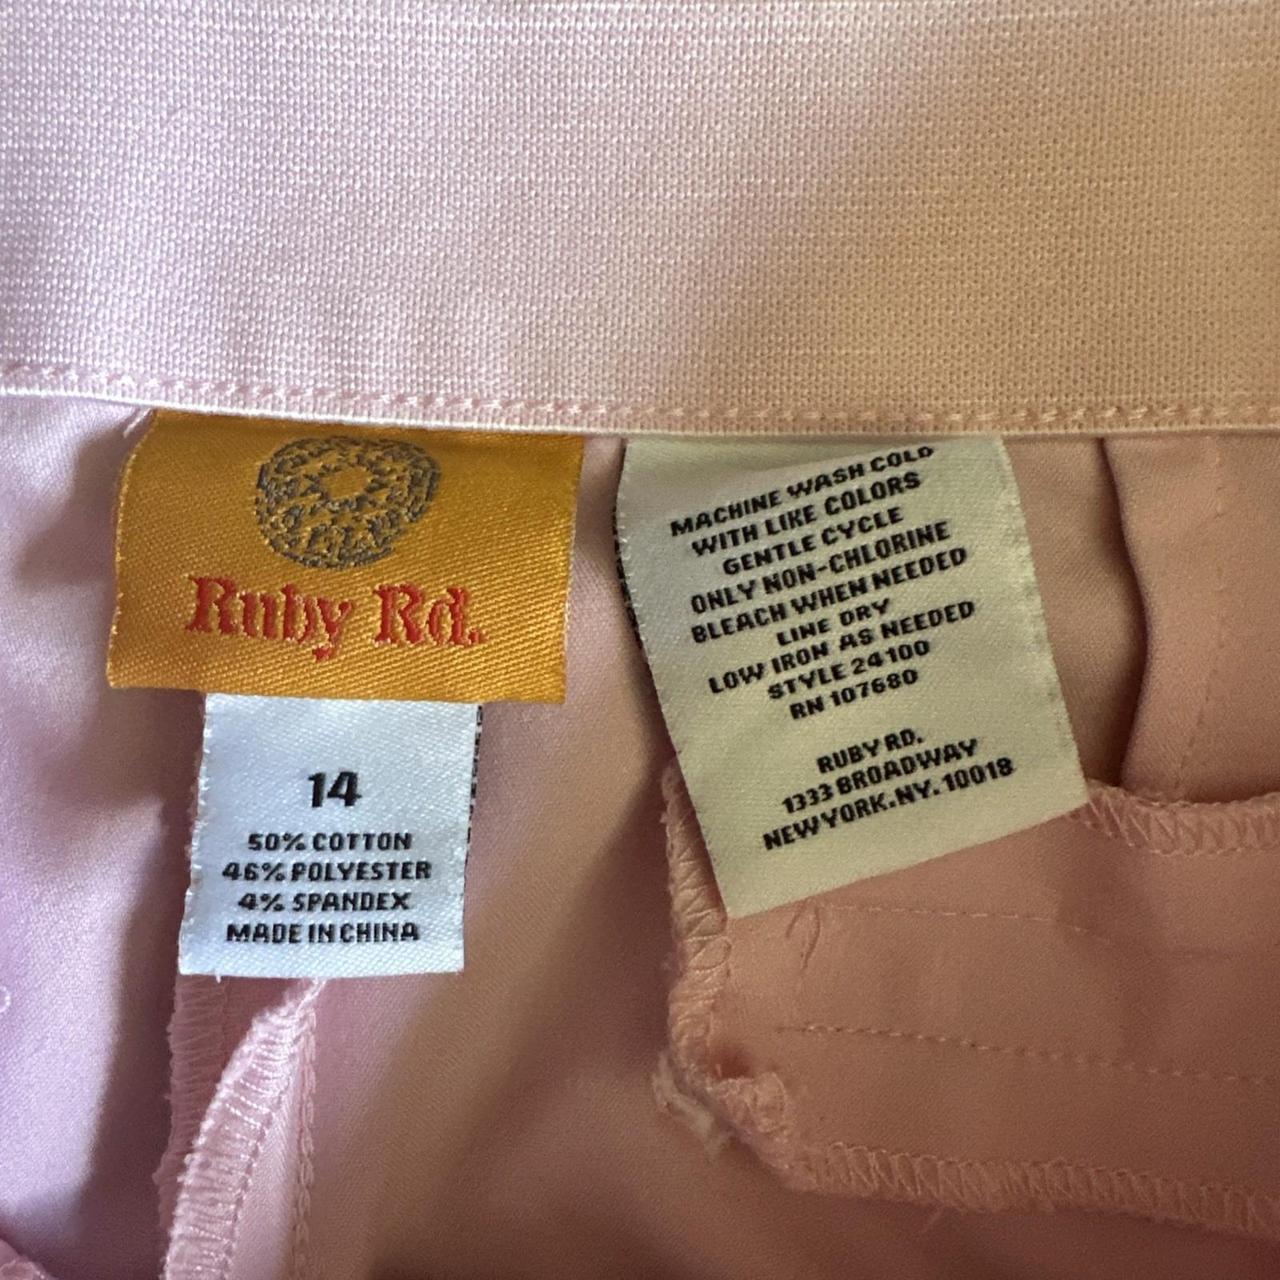 Ruby Rd.
14
50% COTTON
46% POLYESTER
4% SPANDEX
MADE IN CHINA
MACHINE WASH COLD
WITH LIKE COLORS
GENTLE CYCLE
ONLY NON-CHLORINE
BLEACH WHEN NEEDED
LINE DRY
LOW IRON AS NEEDED
STYLE 24100
RN 107680
RUBY RD.
1333 BROADWAY
NEW YORK.NY. 10018